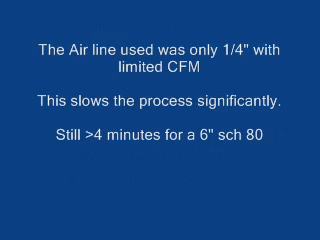 The Air line used was only 1/4" with
limited CFM
This slows the process significantly.
Still >4 minutes for a 6" sch 80